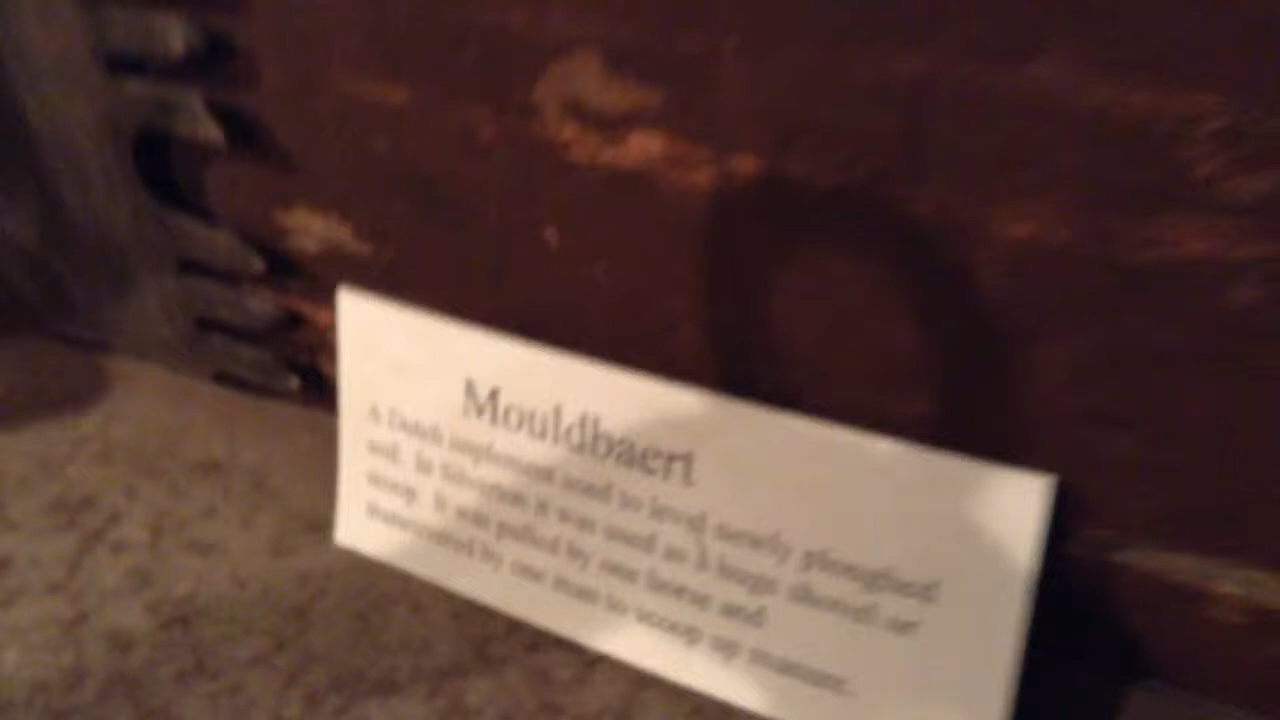 Mouldbaert
A Dutch implement used to level newly ploughed
soil. In it was used as a huge shovel or
scoop. It was pulled by one horse and
by one man to scoop up manure.